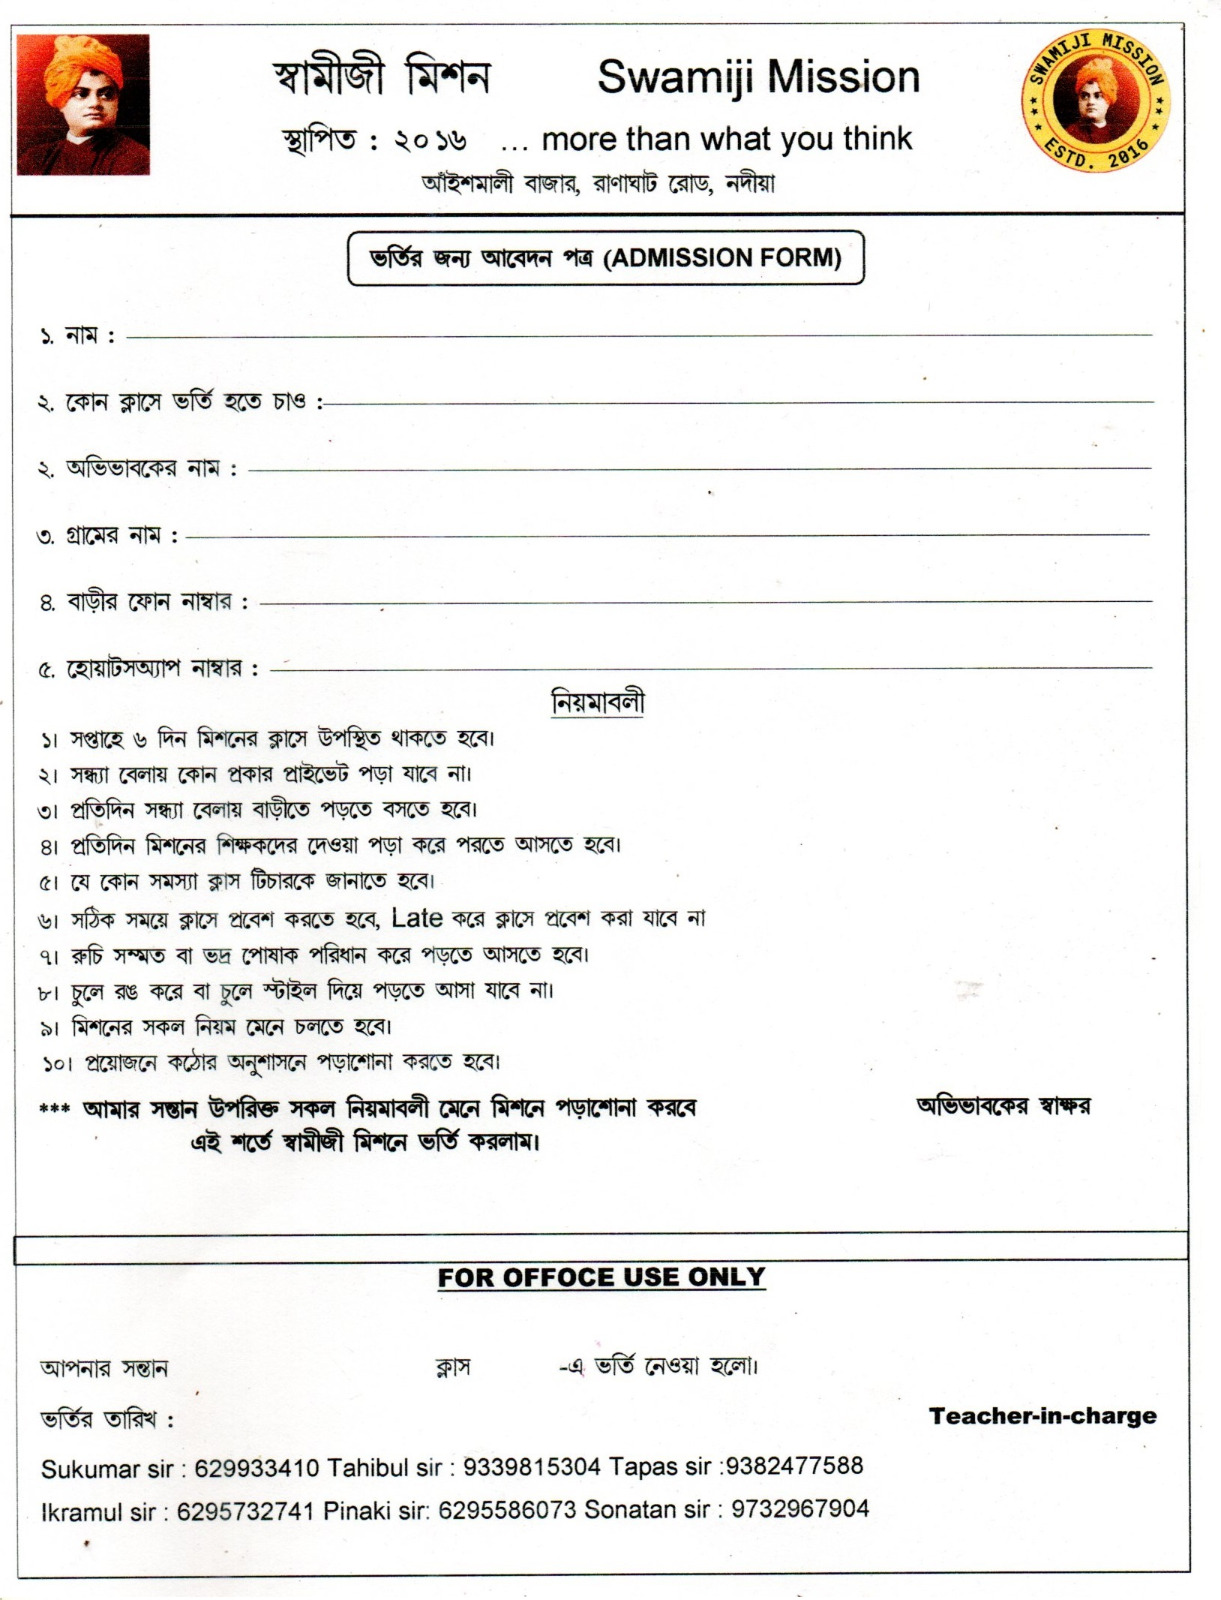 স্বামীজী মিশন Swamiji Mission
SWAMIJI MISSION
ESTD. 2016
স্থাপিত : ২০১৬ ... more than what you think
আঁইশমালী বাজার, রাণাঘাট রোড, নদীয়া
ভর্তির জন্য আবেদন পত্র (ADMISSION FORM)
১. নাম :
২. কোন ক্লাসে ভর্তি হতে চাও :
২. অভিভাবকের নাম :
৩. গ্রামের নাম :
৪. বাড়ীর ফোন নাম্বার :
৫. হোয়াটসঅ্যাপ নাম্বার :
নিয়মাবলী
১। সপ্তাহে ৬ দিন মিশনের ক্লাসে উপস্থিত থাকতে হবে।
২। সন্ধ্যা বেলায় কোন প্রকার প্রাইভেট পড়া যাবে না।
৩। প্রতিদিন সন্ধ্যা বেলায় বাড়ীতে পড়তে বসতে হবে।
৪। প্রতিদিন মিশনের শিক্ষকদের দেওয়া পড়া করে পরতে আসতে হবে।
৫। যে কোন সমস্যা ক্লাস টিচারকে জানাতে হবে।
৬। সঠিক সময়ে ক্লাসে প্রবেশ করতে হবে, Late করে ক্লাসে প্রবেশ করা যাবে না
৭। রুচি সম্মত বা ভদ্র পোষাক পরিধান করে পড়তে আসতে হবে।
৮। চুলে রঙ করে বা চুলে স্টাইল দিয়ে পড়তে আসা যাবে না।
৯। মিশনের সকল নিয়ম মেনে চলতে হবে।
১০। প্রয়োজনে কঠোর অনুশাসনে পড়াশোনা করতে হবে।
*** আমার সন্তান উপরিক্ত সকল নিয়মাবলী মেনে মিশনে পড়াশোনা করবে অভিভাবকের স্বাক্ষর
এই শর্তে স্বামীজী মিশনে ভর্তি করলাম।
FOR OFFOCE USE ONLY
আপনার সন্তান ক্লাস -এ ভর্তি নেওয়া হলো।
ভর্তির তারিখ : Teacher-in-charge
Sukumar sir : 629933410 Tahibul sir : 9339815304 Tapas sir :9382477588
Ikramul sir : 6295732741 Pinaki sir: 6295586073 Sonatan sir : 9732967904